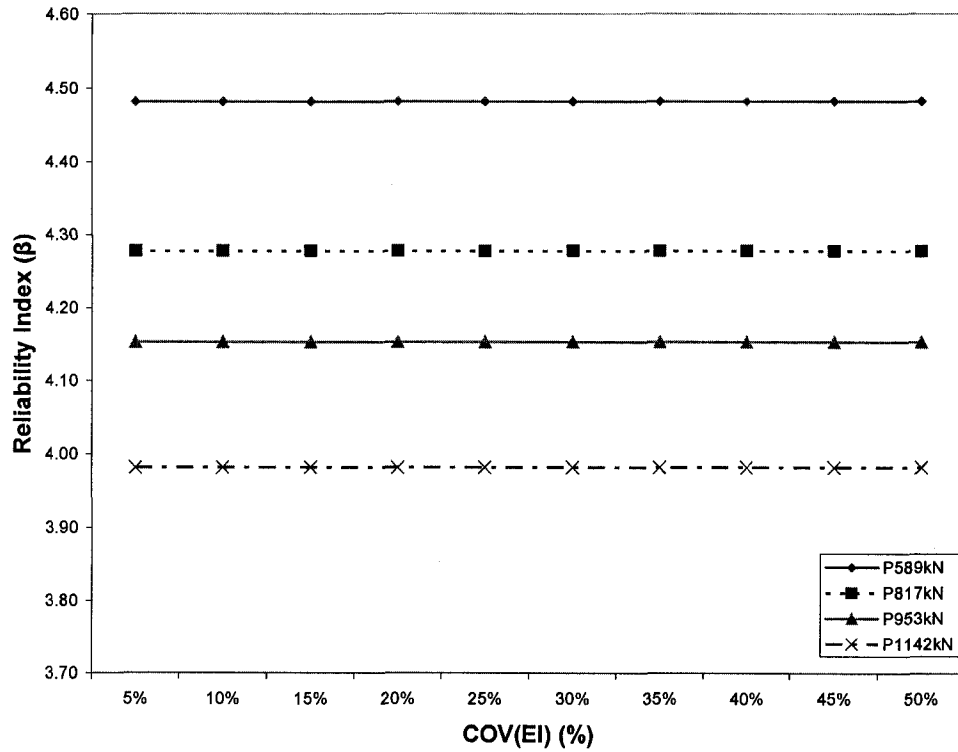 4.60
4.50
4.40
4.30
4.20
4.10
4.00
3.90
3.80
3.70
Reliability Index (β)
5% 10% 15% 20% 25% 30% 35% 40% 45% 50%
COV(EI) (%)
P589kN
P817kN
P953kN
P1142kN